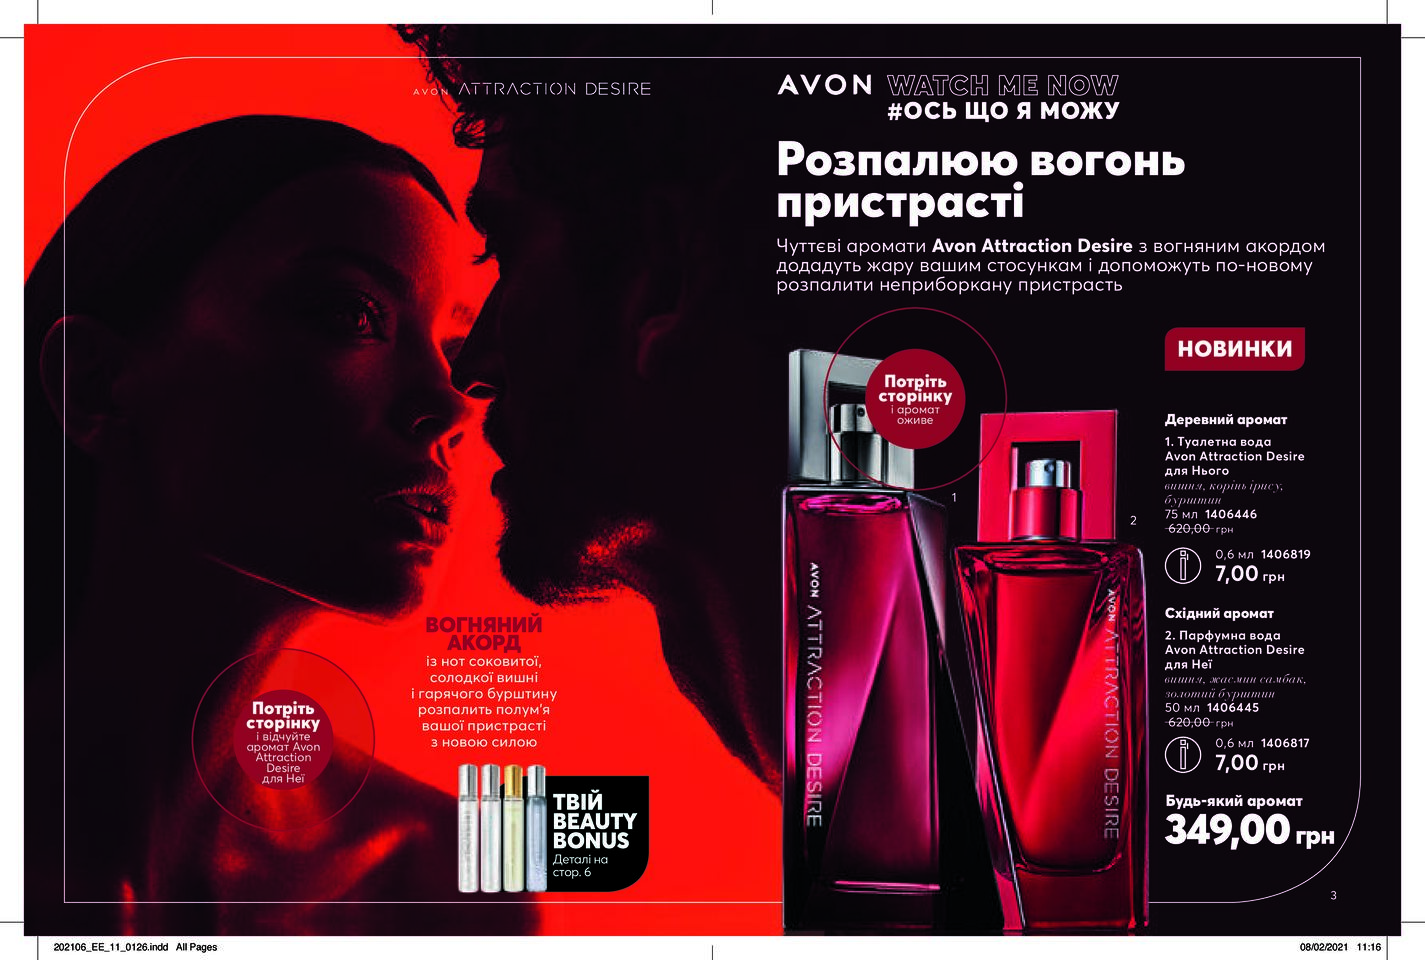 AVON ATTRACTION DESIRE
AVON WATCH ME NOW
#ОСЬ ЩО Я МОЖУ
Розпалюю вогонь
пристрасті
Чуттєві аромати Avon Attraction Desire з вогняним акордом
додадуть жару вашим стосункам і допоможуть по-новому
розпалити неприборкану пристрасть
НОВИНКИ
Потріть
сторінку
і аромат
оживе
1
2
AVON ATTRACTION DESIRE
AVON ATTRACTION DESIRE
Деревний аромат
1. Туалетна вода
Avon Attraction Desire
для Нього
вишня, корінь ірису,
бурштин
75 мл 1406446
620,00 грн
0,6 мл 1406819
7,00 грн
Східний аромат
2. Парфумна вода
Avon Attraction Desire
для Неї
вишня, жасмин самбак,
золотий бурштин
50 мл 1406445
620,00 грн
0,6 мл 1406817
7,00 грн
Будь-який аромат
349,00 грн
ВОГНЯНИЙ
АКОРД
із нот соковитої,
солодкої вишні
і гарячого бурштину
розпалить полум'я
вашої пристрасті
з новою силою
Потріть
сторінку
і відчуйте
аромат Avon
Attraction
Desire
для Неї
ТВІЙ
BEAUTY
BONUS
Деталі на
стор. 6
3
202106_EE_11_0126.indd All Pages
08/02/2021 11:16